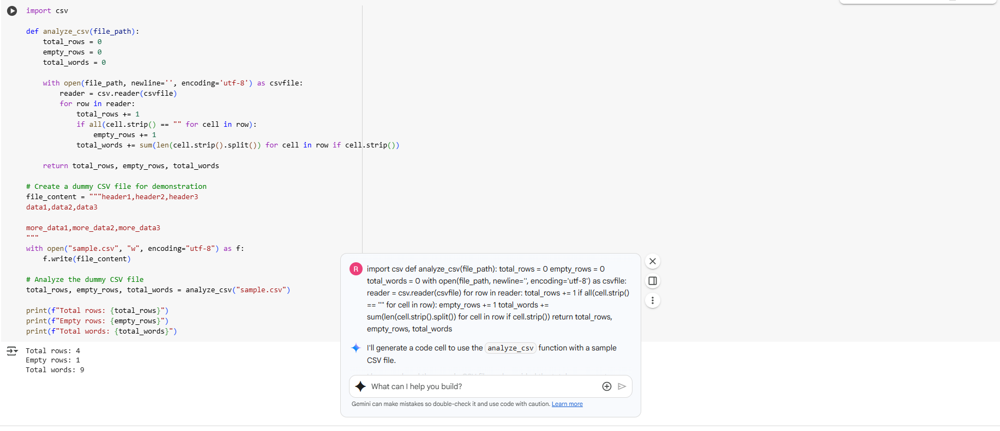 import csv
def analyze_csv(file_path):
    total_rows = 0
    empty_rows = 0
    total_words = 0
    with open(file_path, newline='', encoding='utf-8') as csvfile:
        reader = csv.reader(csvfile)
        for row in reader:
            total_rows += 1
            if all(cell.strip() == "" for cell in row):
                empty_rows += 1
            total_words += sum(len(cell.strip().split()) for cell in row if cell.strip())
    return total_rows, empty_rows, total_words
# Create a dummy CSV file for demonstration
file_content = """header1,header2,header3
data1,data2,data3
more_data1,more_data2,more_data3
"""
with open("sample.csv", "w", encoding="utf-8") as f:
    f.write(file_content)
# Analyze the dummy CSV file
total_rows, empty_rows, total_words = analyze_csv("sample.csv")
print(f"Total rows: {total_rows}")
print(f"Empty rows: {empty_rows}")
print(f"Total words: {total_words}")
Total rows: 4
Empty rows: 1
Total words: 9
R
import csv def analyze_csv(file_path): total_rows = 0 empty_rows = 0
total_words = 0 with open(file_path, newline='', encoding='utf-8') as csvfile:
reader = csv.reader(csvfile) for row in reader: total_rows += 1 if all(cell.strip()
== "" for cell in row): empty_rows += 1 total_words +=
sum(len(cell.strip().split()) for cell in row if cell.strip()) return total_rows,
empty_rows, total_words
I'll generate a code cell to use the analyze_csv function with a sample
CSV file.
What can I help you build?
Gemini can make mistakes so double-check it and use code with caution. Learn more